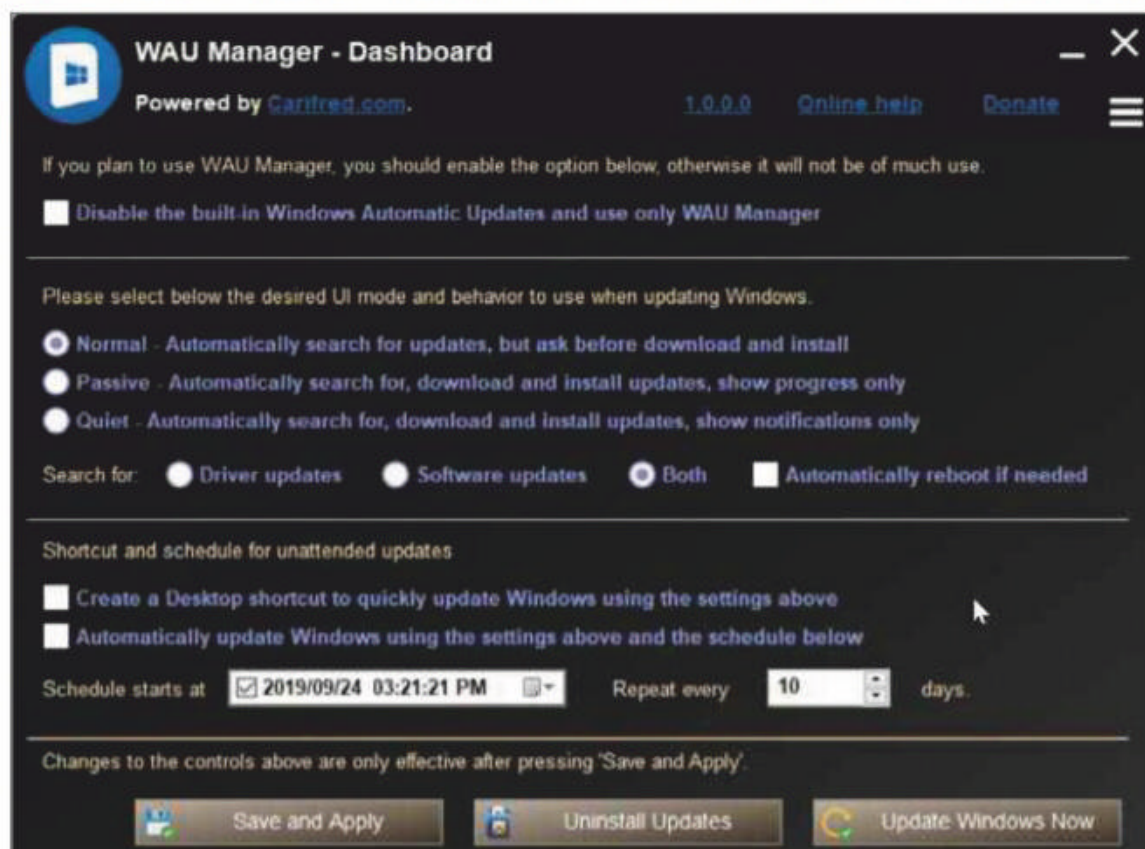 WAU Manager - Dashboard
Powered by Carifred.com. 1.0.0.0 Online help Donate
If you plan to use WAU Manager, you should enable the option below, otherwise it will not be of much use.
Disable the built-in Windows Automatic Updates and use only WAU Manager
Please select below the desired UI mode and behavior to use when updating Windows.
Normal - Automatically search for updates, but ask before download and install
Passive - Automatically search for, download and install updates, show progress only
Quiet - Automatically search for, download and install updates, show notifications only
Search for: Driver updates Software updates Both Automatically reboot if needed
Shortcut and schedule for unattended updates
Create a Desktop shortcut to quickly update Windows using the settings above
Automatically update Windows using the settings above and the schedule below
Schedule starts at 2019/09/24 03:21:21 PM Repeat every 10 days.
Changes to the controls above are only effective after pressing 'Save and Apply'.
Save and Apply Uninstall Updates Update Windows Now